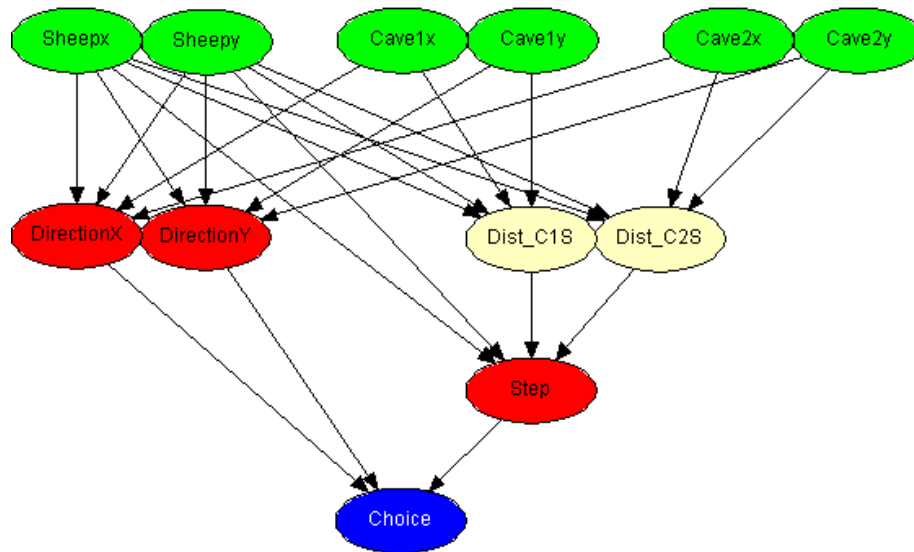 Sheepx Sheepy Cave1x Cave1y Cave2x Cave2y
DirectionX DirectionY Dist_C1S Dist_C2S
Step
Choice